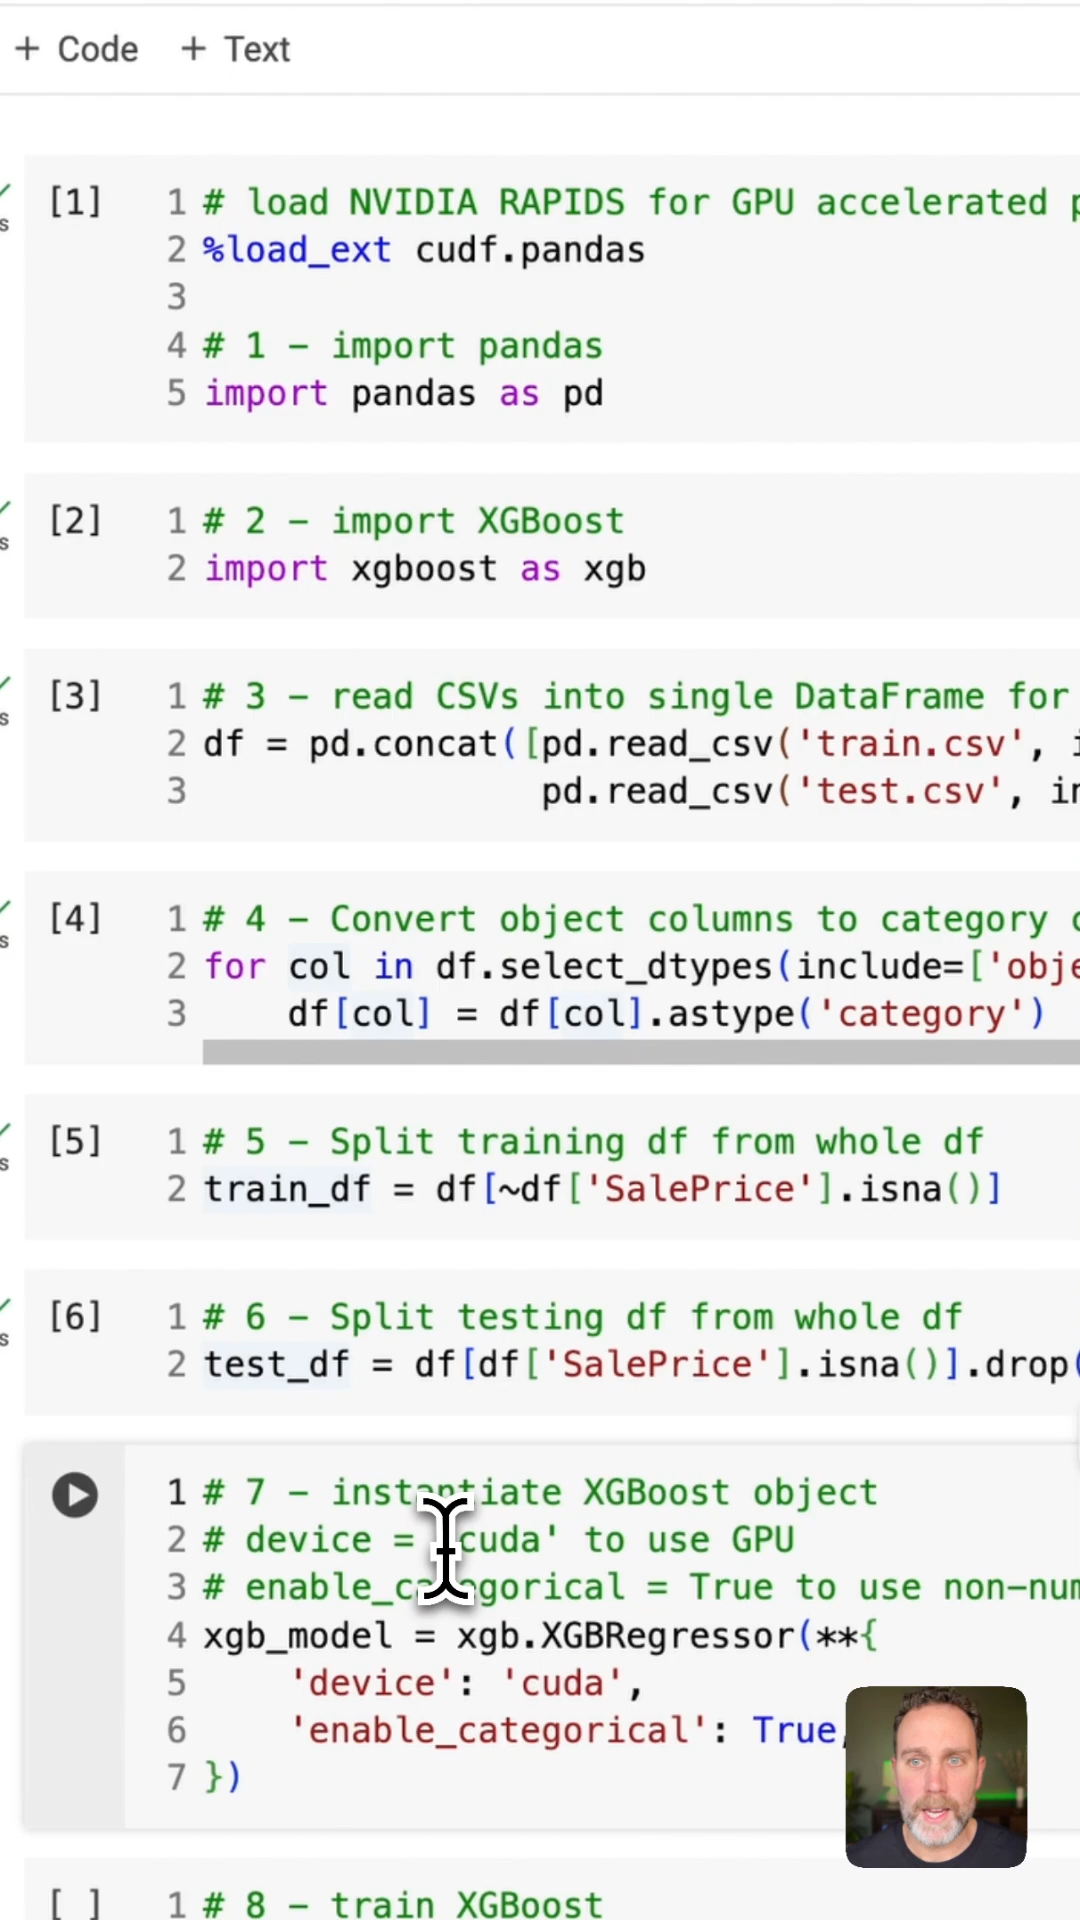 + Code + Text
[1] 1 # load NVIDIA RAPIDS for GPU accelerated
2 %load_ext cudf.pandas
3
4 # 1 – import pandas
5 import pandas as pd
[2] 1 # 2 – import XGBoost
2 import xgboost as xgb
[3] 1 # 3 – read CSVs into single DataFrame for
2 df = pd.concat([pd.read_csv('train.csv',
3 pd.read_csv('test.csv',
[4] 1 # 4 – Convert object columns to category
2 for col in df.select_dtypes(include=['obje
3 df[col] = df[col].astype('category')
[5] 1 # 5 – Split training df from whole df
2 train_df = df[~df['SalePrice'].isna()]
[6] 1 # 6 – Split testing df from whole df
2 test_df = df[df['SalePrice'].isna()].drop(
1 # 7 – instantiate XGBoost object
2 # device = 'cuda' to use GPU
3 # enable_categorical = True to use non-num
4 xgb_model = xgb.XGBRegressor(**{
5 'device': 'cuda',
6 'enable_categorical': True,
7 })
[ ] 1 # 8 – train XGBoost